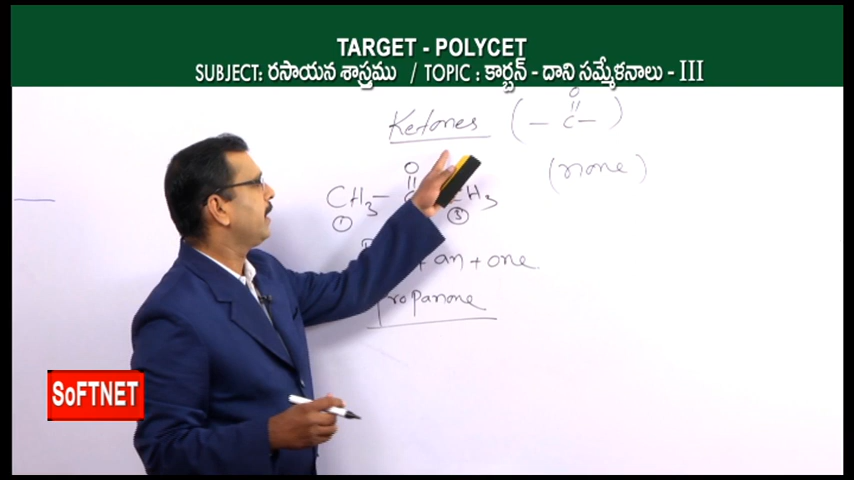 TARGET - POLYCET
SUBJECT: రసాయన శాస్త్రము / TOPIC : కార్బన్ - దాని సమ్మేళనాలు - III
Ketones ( - C - )
O
||
(none)
O
||
CH3 - CH3
1 3
+ an + one.
propanone
SoFTNET